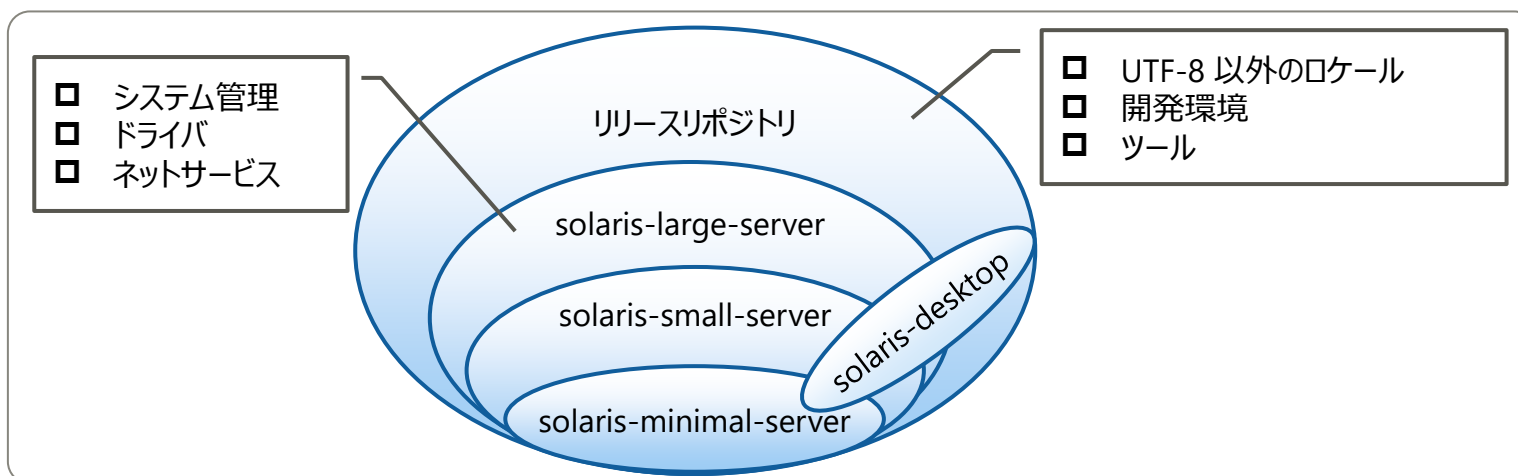 システム管理
ドライバ
ネットサービス
UTF-8 以外のロケール
開発環境
ツール
リリースリポジトリ
solaris-large-server
solaris-small-server
solaris-desktop
solaris-minimal-server